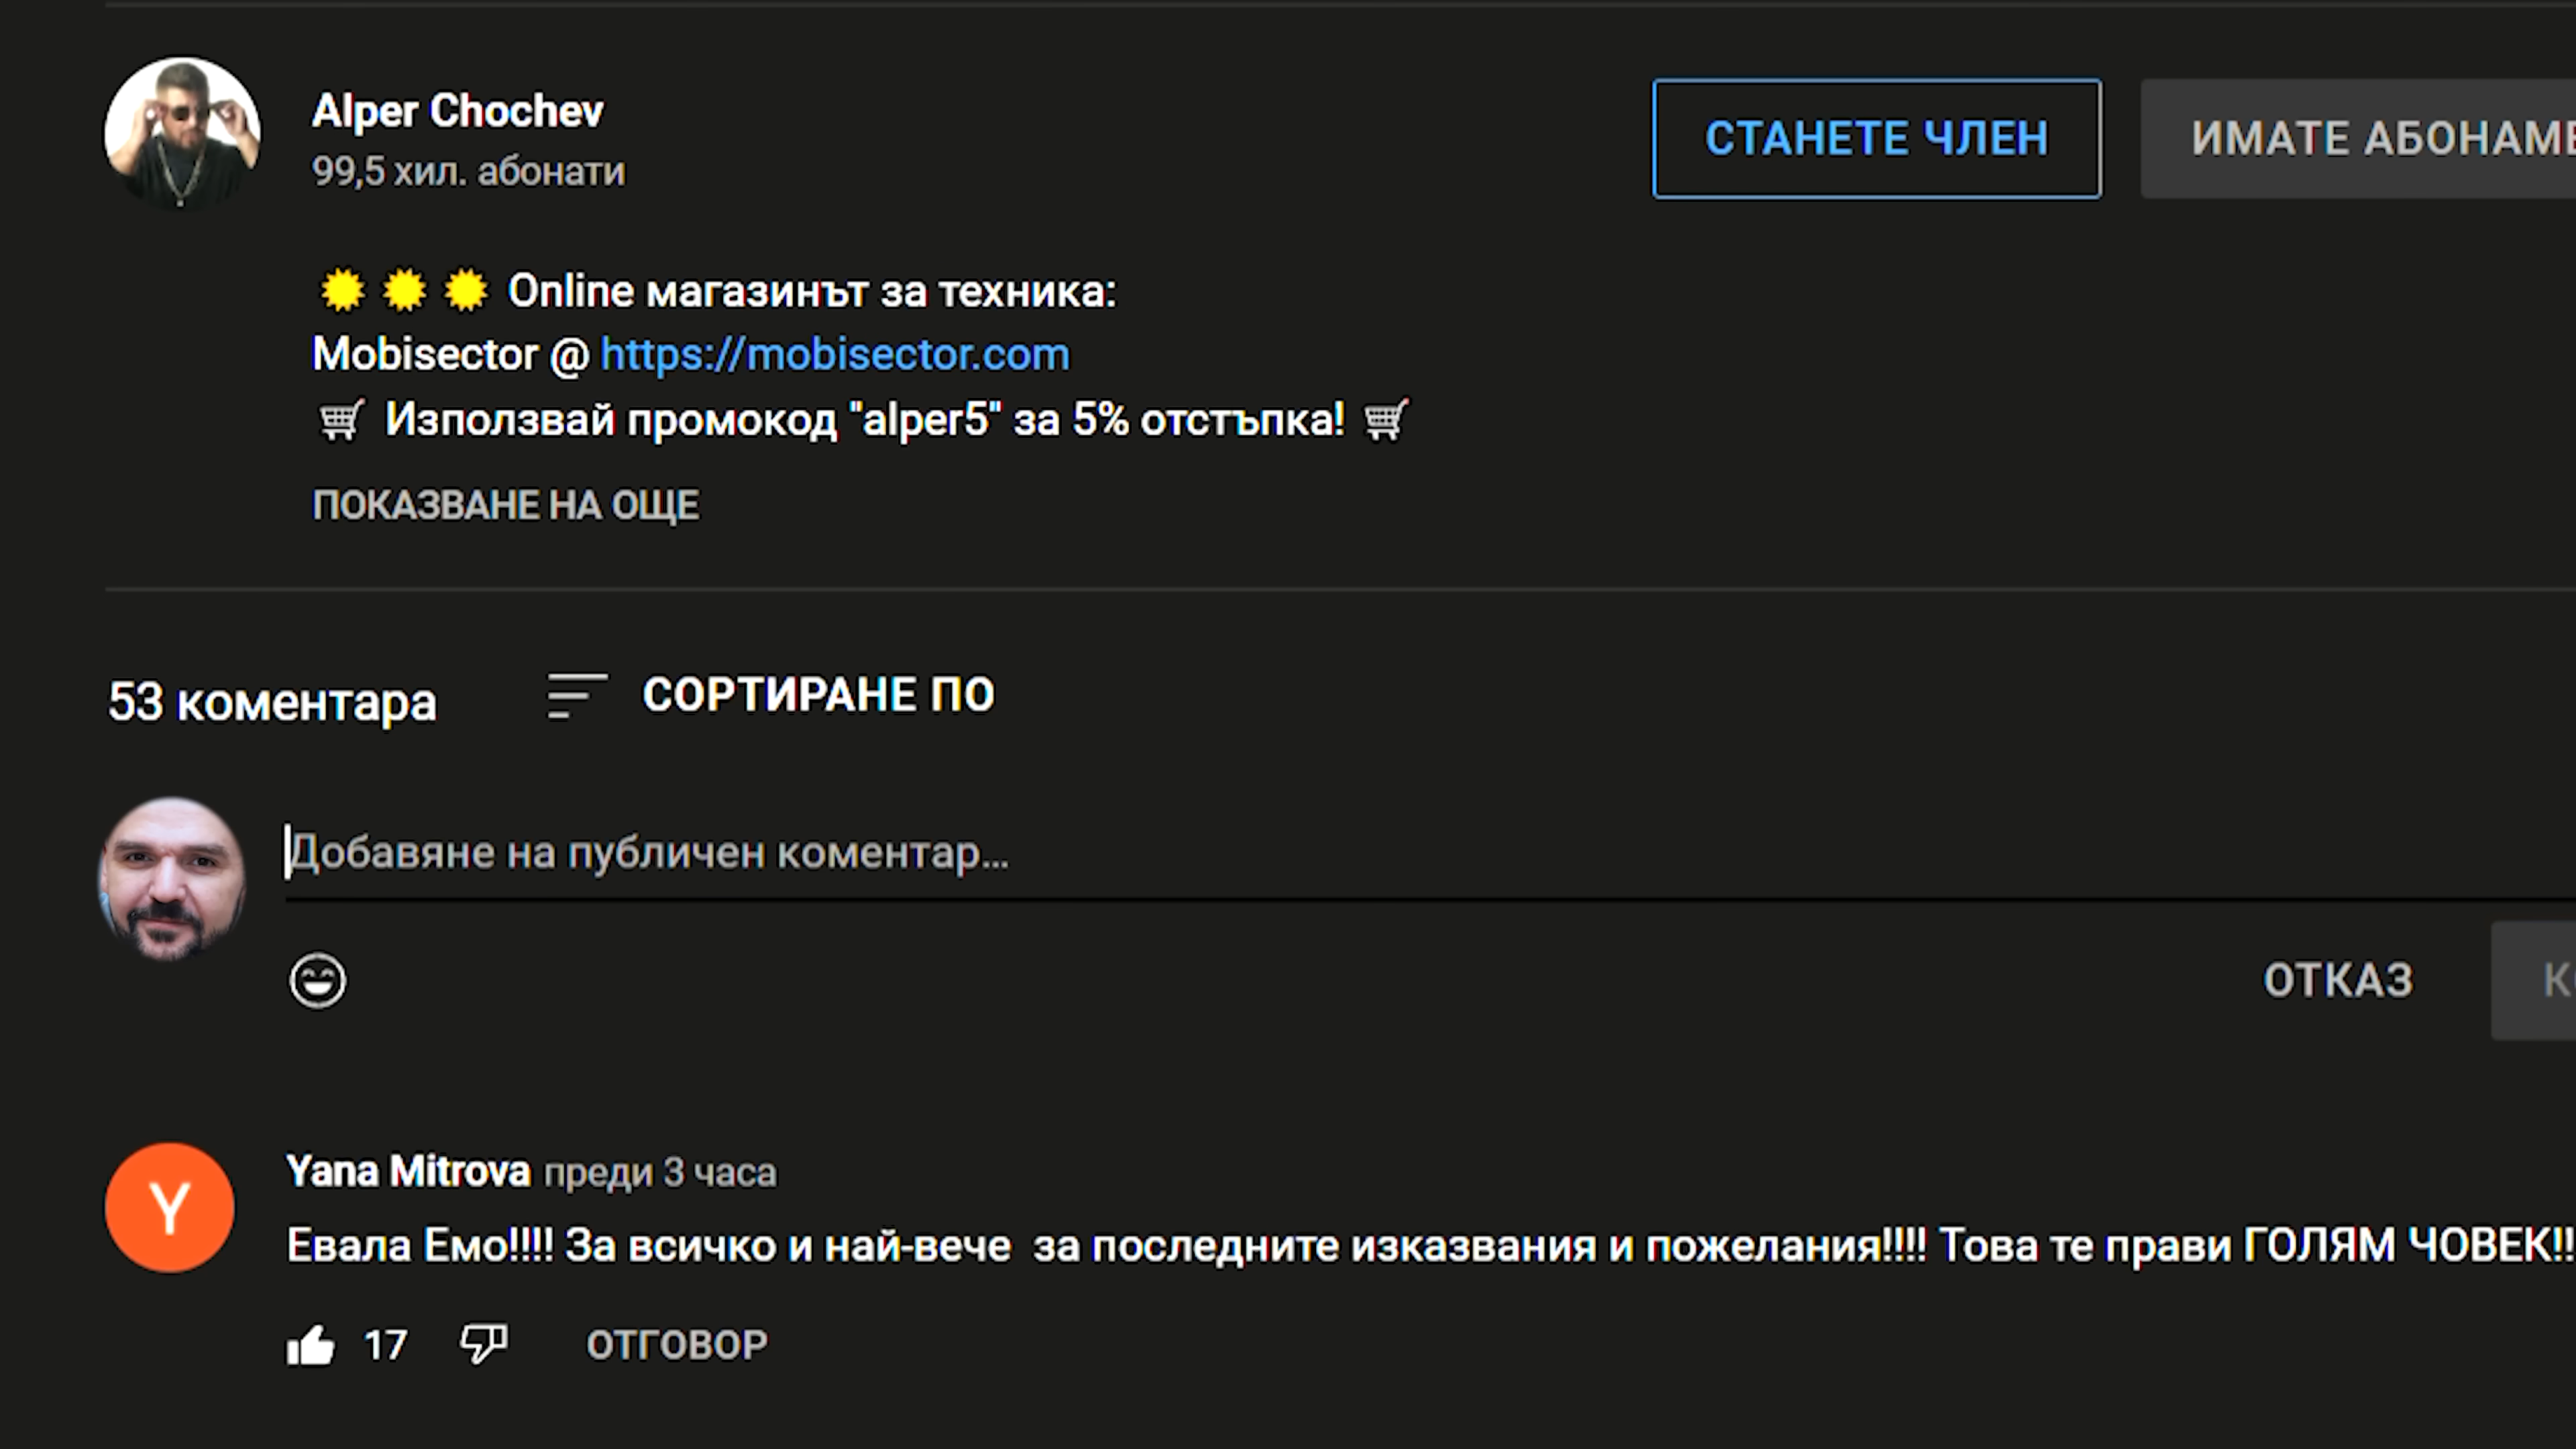 Alper Chochev
99,5 хил. абонати
СТАНЕТЕ ЧЛЕН
ИМАТЕ АБОНАМЕ
Online магазинът за техника:
Mobisector @ https://mobisector.com
Използвай промокод "alper5" за 5% отстъпка!
ПОКАЗВАНЕ НА ОЩЕ
53 коментара
СОРТИРАНЕ ПО
Добавяне на публичен коментар...
ОТКАЗ
Y
Yana Mitrova преди 3 часа
Евала Емо!!!! За всичко и най-вече за последните изказвания и пожелания!!!! Това те прави ГОЛЯМ ЧОВЕК!!
17
ОТГОВОР